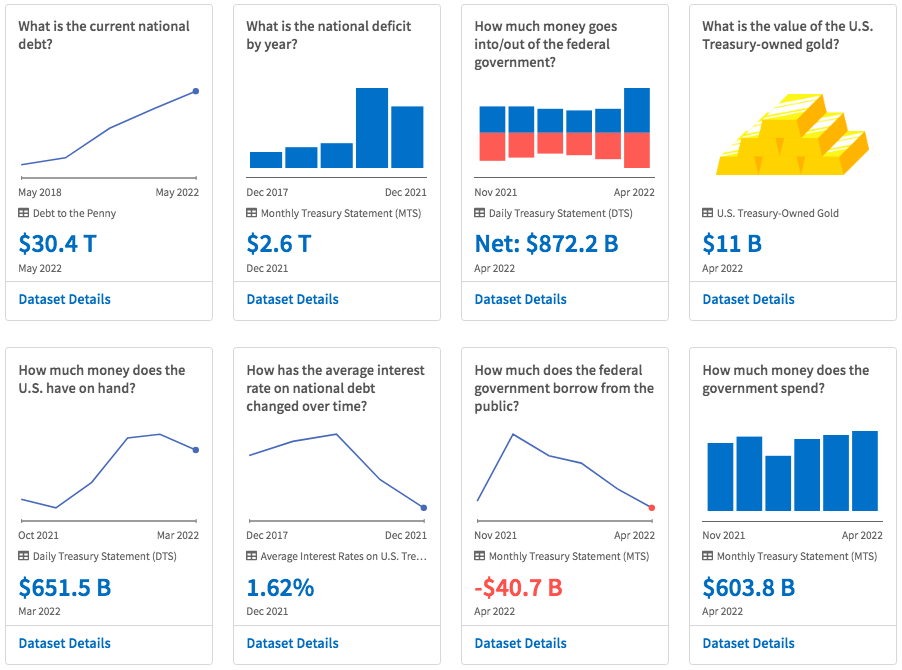 What is the current national
debt?
May 2018 May 2022
Debt to the Penny
$30.4 T
May 2022
Dataset Details
What is the national deficit
by year?
Dec 2017 Dec 2021
Monthly Treasury Statement (MTS)
$2.6 T
Dec 2021
Dataset Details
How much money goes
into/out of the federal
government?
Nov 2021 Apr 2022
Daily Treasury Statement (DTS)
Net: $872.2 B
Apr 2022
Dataset Details
What is the value of the U.S.
Treasury-owned gold?
U.S. Treasury-Owned Gold
$11 B
Apr 2022
Dataset Details
How much money does the
U.S. have on hand?
Oct 2021 Mar 2022
Daily Treasury Statement (DTS)
$651.5 B
Mar 2022
Dataset Details
How has the average interest
rate on national debt
changed over time?
Dec 2017 Dec 2021
Average Interest Rates on U.S. Tre...
1.62%
Dec 2021
Dataset Details
How much does the federal
government borrow from the
public?
Nov 2021 Apr 2022
Monthly Treasury Statement (MTS)
-$40.7 B
Apr 2022
Dataset Details
How much money does the
government spend?
Nov 2021 Apr 2022
Monthly Treasury Statement (MTS)
$603.8 B
Apr 2022
Dataset Details